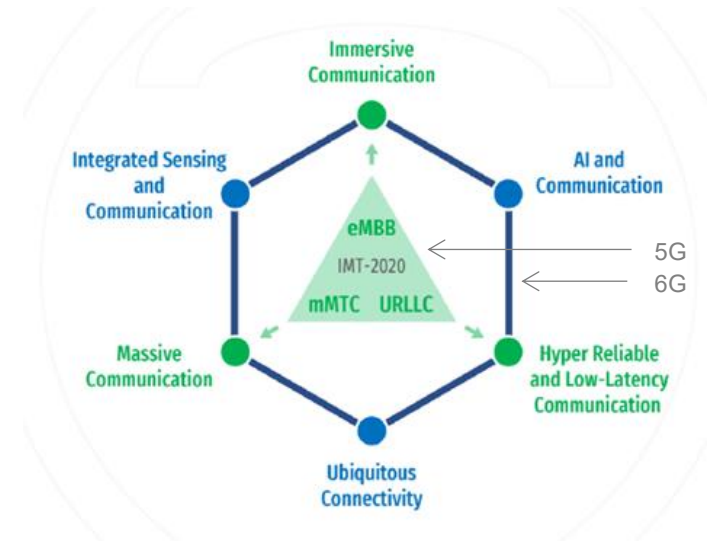 Immersive
Communication
Integrated Sensing
and
Communication
AI and
Communication
eMBB
IMT-2020
mMTC URLLC
5G
6G
Massive
Communication
Hyper Reliable
and Low-Latency
Communication
Ubiquitous
Connectivity